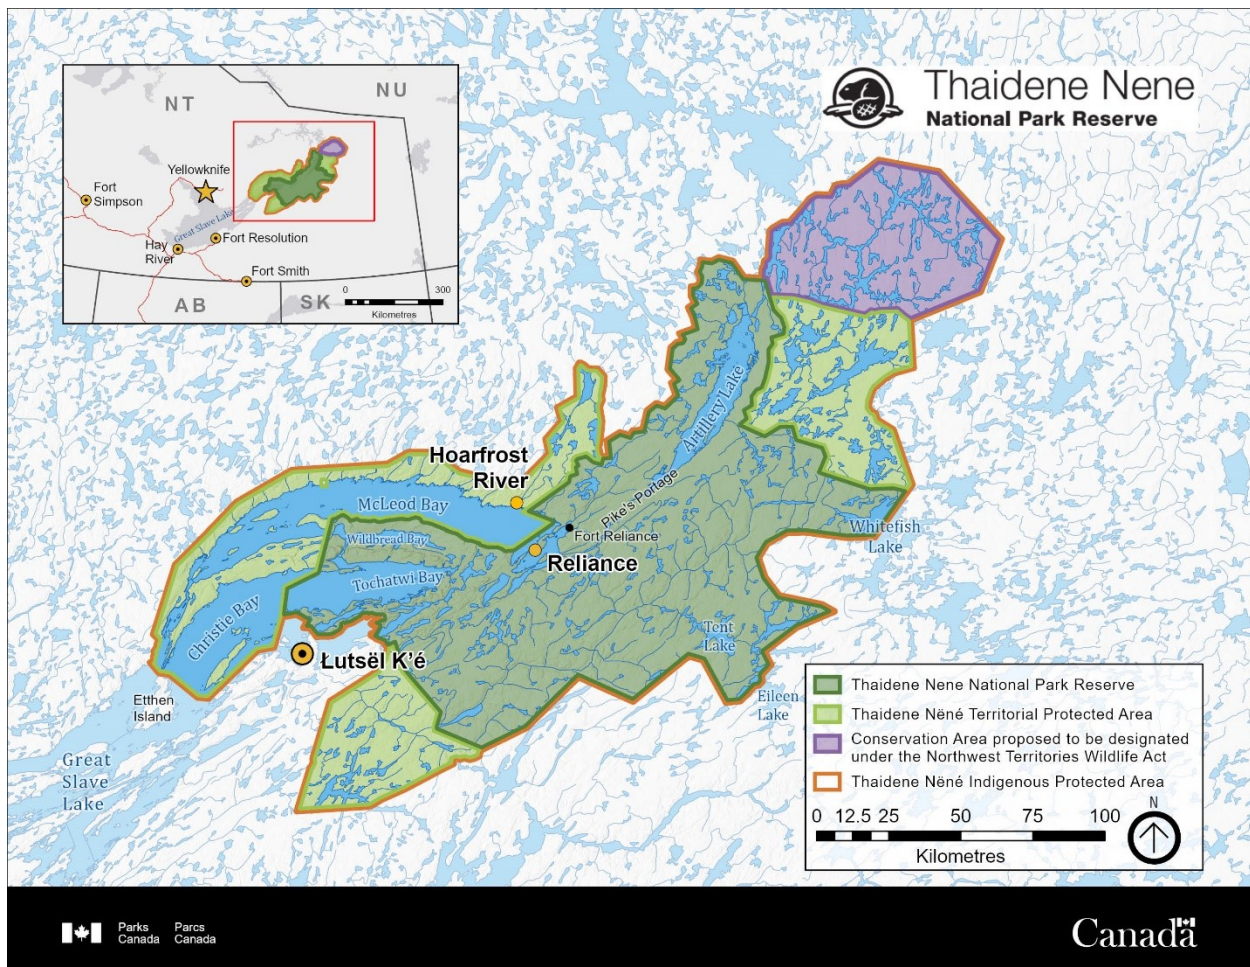 Thaidene Nene
National Park Reserve
NT
NU
Yellowknife
Fort
Simpson
Great Slave Lake
Hay
River
Fort Resolution
Fort Smith
AB
SK
0 300
Kilometres
Artillery Lake
Hoarfrost
River
McLeod Bay
Pike's Portage
Fort Reliance
Whitefish
Lake
Wildbread Bay
Reliance
Tochatwi Bay
Christie Bay
Tent
Lake
Łutsël K'é
Etthen
Island
Eileen
Lake
Great
Slave
Lake
Thaidene Nene National Park Reserve
Thaidene Nëné Territorial Protected Area
Conservation Area proposed to be designated
under the Northwest Territories Wildlife Act
Thaidene Nëné Indigenous Protected Area
N
0 12.5 25 50 75 100
Kilometres
Parks Parcs
Canada Canada
Canada